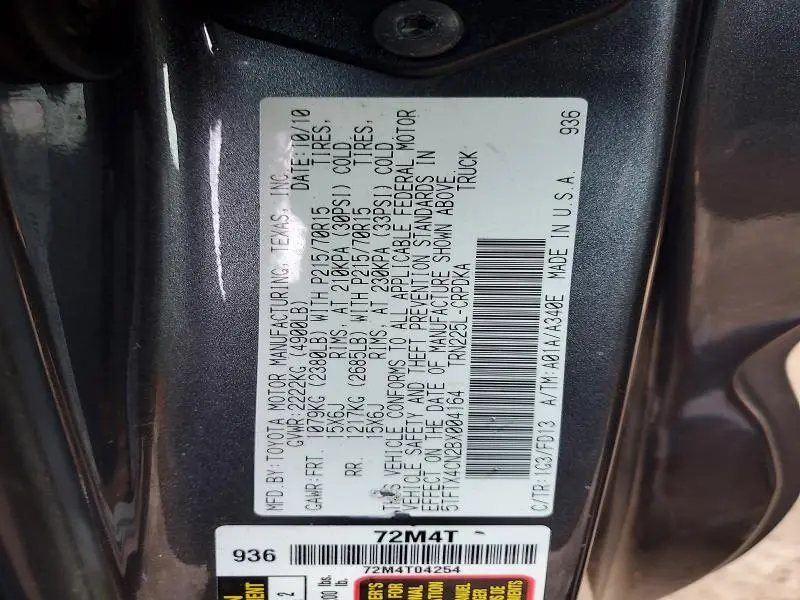 MFD.BY:TOYOTA MOTOR MANUFACTURING, TEXAS, INC.
GVWR:2222KG (4900LB) DATE:10/10
GAWR:FRT. 1079KG (2380LB) WITH P215/70R15 TIRES,
15X6J RIMS, AT 210KPA (30PSI) COLD
RR. 1217KG (2685LB) WITH P215/70R15 TIRES,
15X6J RIMS, AT 230KPA (33PSI) COLD
THIS VEHICLE CONFORMS TO ALL APPLICABLE FEDERAL MOTOR
VEHICLE SAFETY AND THEFT PREVENTION STANDARDS IN
EFFECT ON THE DATE OF MANUFACTURE SHOWN ABOVE.
5TFTX4CN2BX004164 TRN225L-CRPDKA TRUCK
C/TR:1G3/FD13 A/TM:A01A/A340E MADE IN U.S.A. 936
72M4T
936
72M4T04254
2